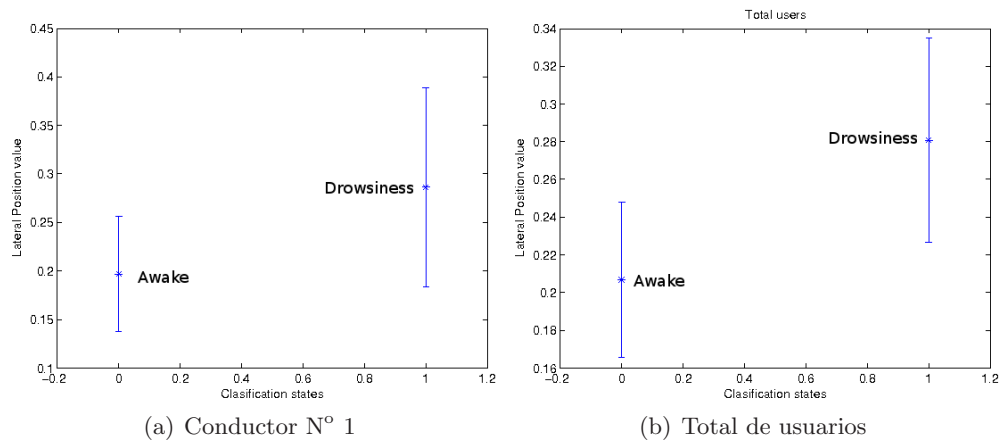 Total users
0.45
0.4
0.35
0.3
0.25
0.2
0.15
0.1
Lateral Position value
Drowsiness
Awake
−0.2 0 0.2 0.4 0.6 0.8 1 1.2
Clasification states
(a) Conductor Nº 1
0.34
0.32
0.3
0.28
0.26
0.24
0.22
0.2
0.18
0.16
Lateral Position value
Drowsiness
Awake
−0.2 0 0.2 0.4 0.6 0.8 1 1.2
Clasification states
(b) Total de usuarios